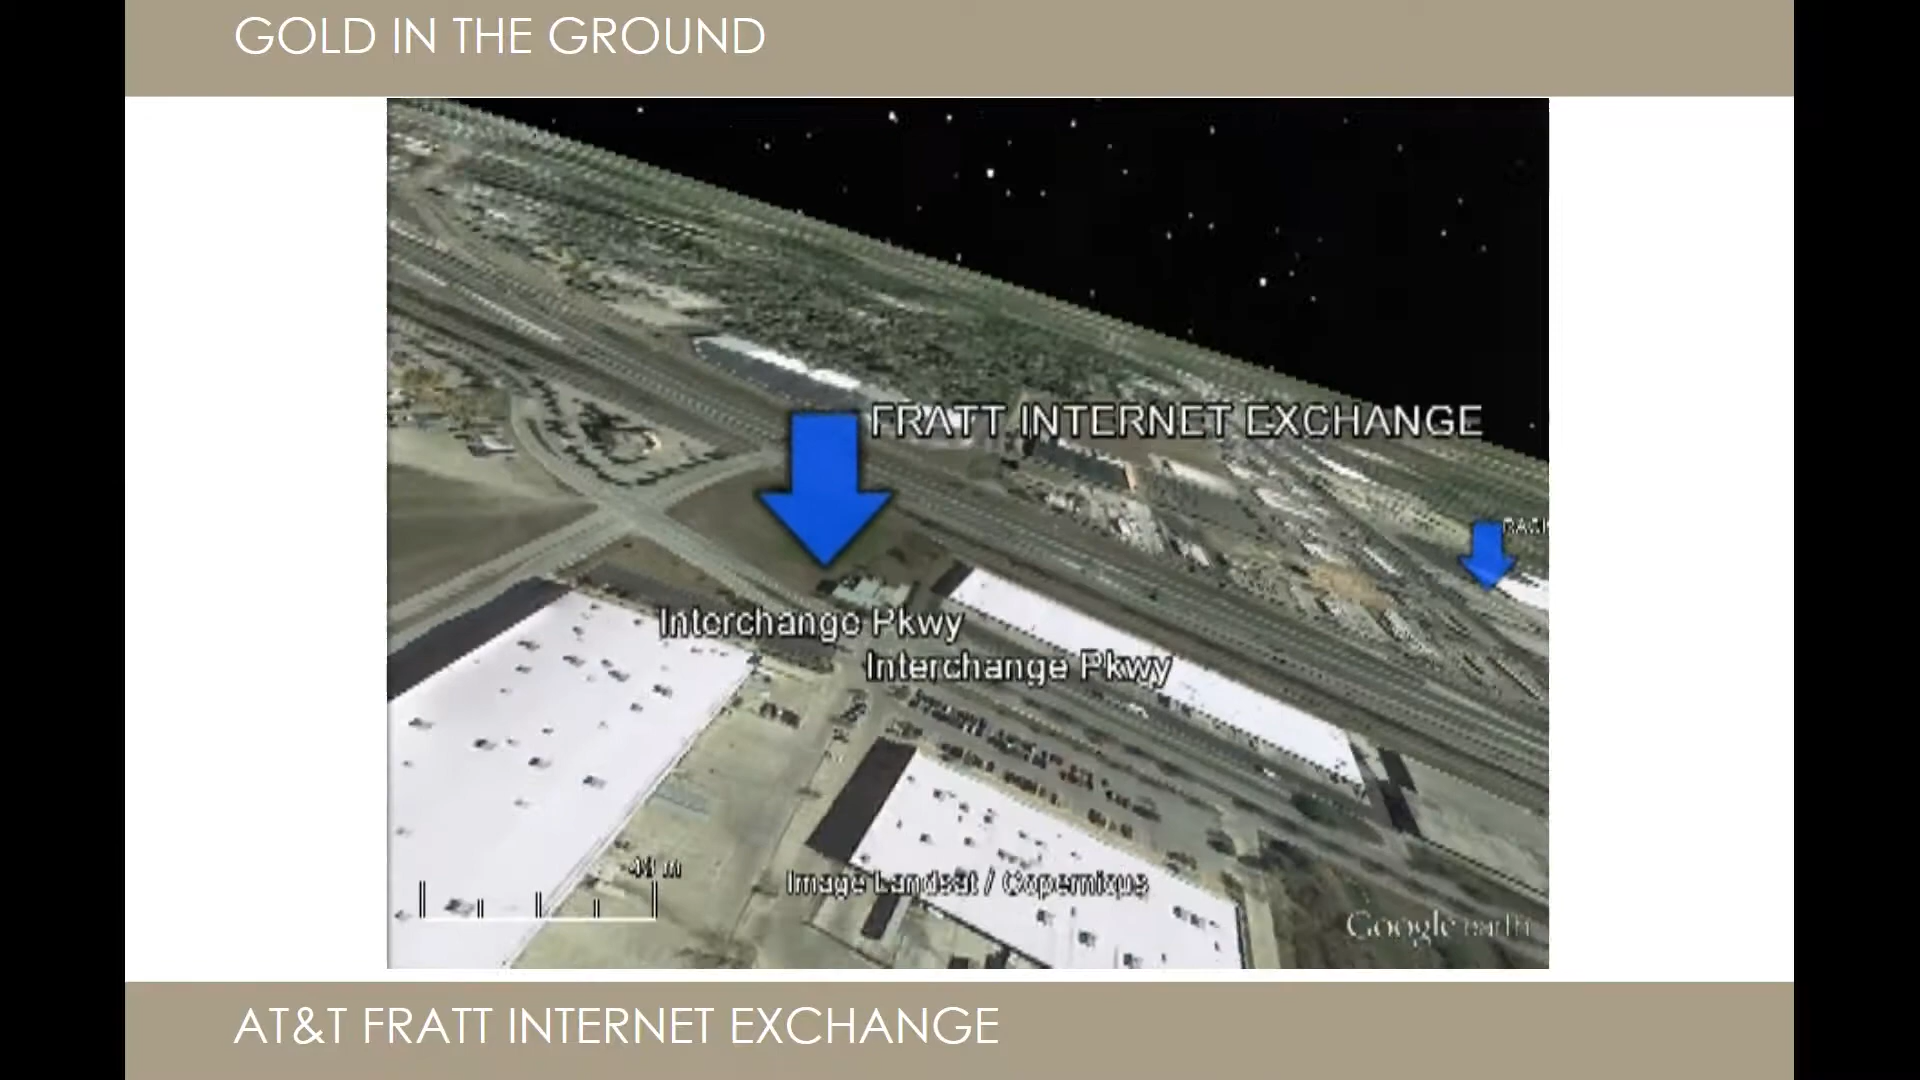 GOLD IN THE GROUND
FRATT INTERNET EXCHANGE
Interchange Pkwy
Interchange Pkwy
48 m
Image Landsat / Copernicus
Google earth
AT&T FRATT INTERNET EXCHANGE